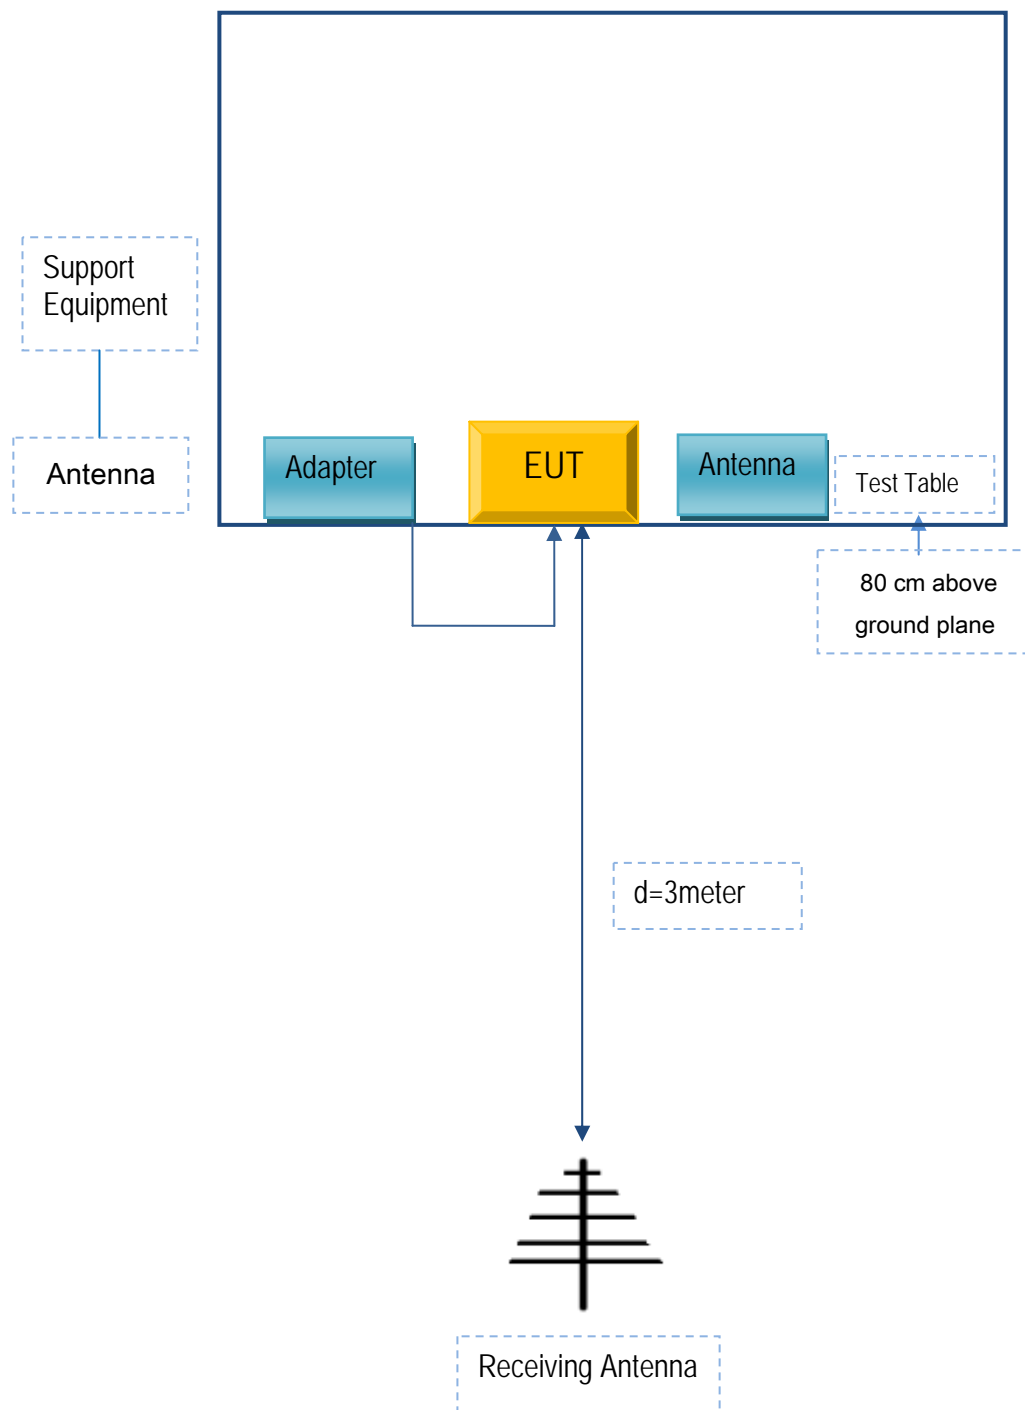 Support
Equipment
Antenna
Adapter
EUT
Antenna
Test Table
80 cm above
ground plane
d=3meter
Receiving Antenna